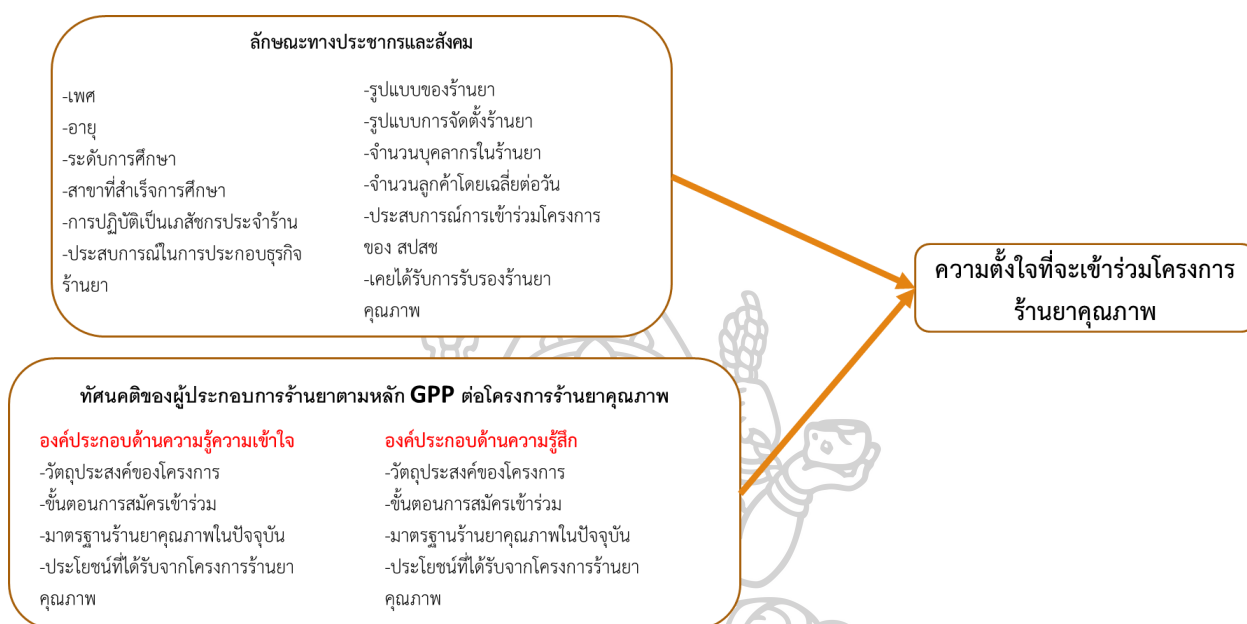 ลักษณะทางประชากรและสังคม
-เพศ
-อายุ
-ระดับการศึกษา
-สาขาที่สำเร็จการศึกษา
-การปฏิบัติเป็นเภสัชกรประจำร้าน
-ประสบการณ์ในการประกอบธุรกิจ
ร้านยา
-รูปแบบของร้านยา
-รูปแบบการจัดตั้งร้านยา
-จำนวนบุคลากรในร้านยา
-จำนวนลูกค้าโดยเฉลี่ยต่อวัน
-ประสบการณ์การเข้าร่วมโครงการ
ของ สปสช
-เคยได้รับการรับรองร้านยา
คุณภาพ
ความตั้งใจที่จะเข้าร่วมโครงการ
ร้านยาคุณภาพ
ทัศนคติของผู้ประกอบการร้านยาตามหลัก GPP ต่อโครงการร้านยาคุณภาพ
องค์ประกอบด้านความรู้ความเข้าใจ
-วัตถุประสงค์ของโครงการ
-ขั้นตอนการสมัครเข้าร่วม
-มาตรฐานร้านยาคุณภาพในปัจจุบัน
-ประโยชน์ที่ได้รับจากโครงการร้านยา
คุณภาพ
องค์ประกอบด้านความรู้สึก
-วัตถุประสงค์ของโครงการ
-ขั้นตอนการสมัครเข้าร่วม
-มาตรฐานร้านยาคุณภาพในปัจจุบัน
-ประโยชน์ที่ได้รับจากโครงการร้านยา
คุณภาพ